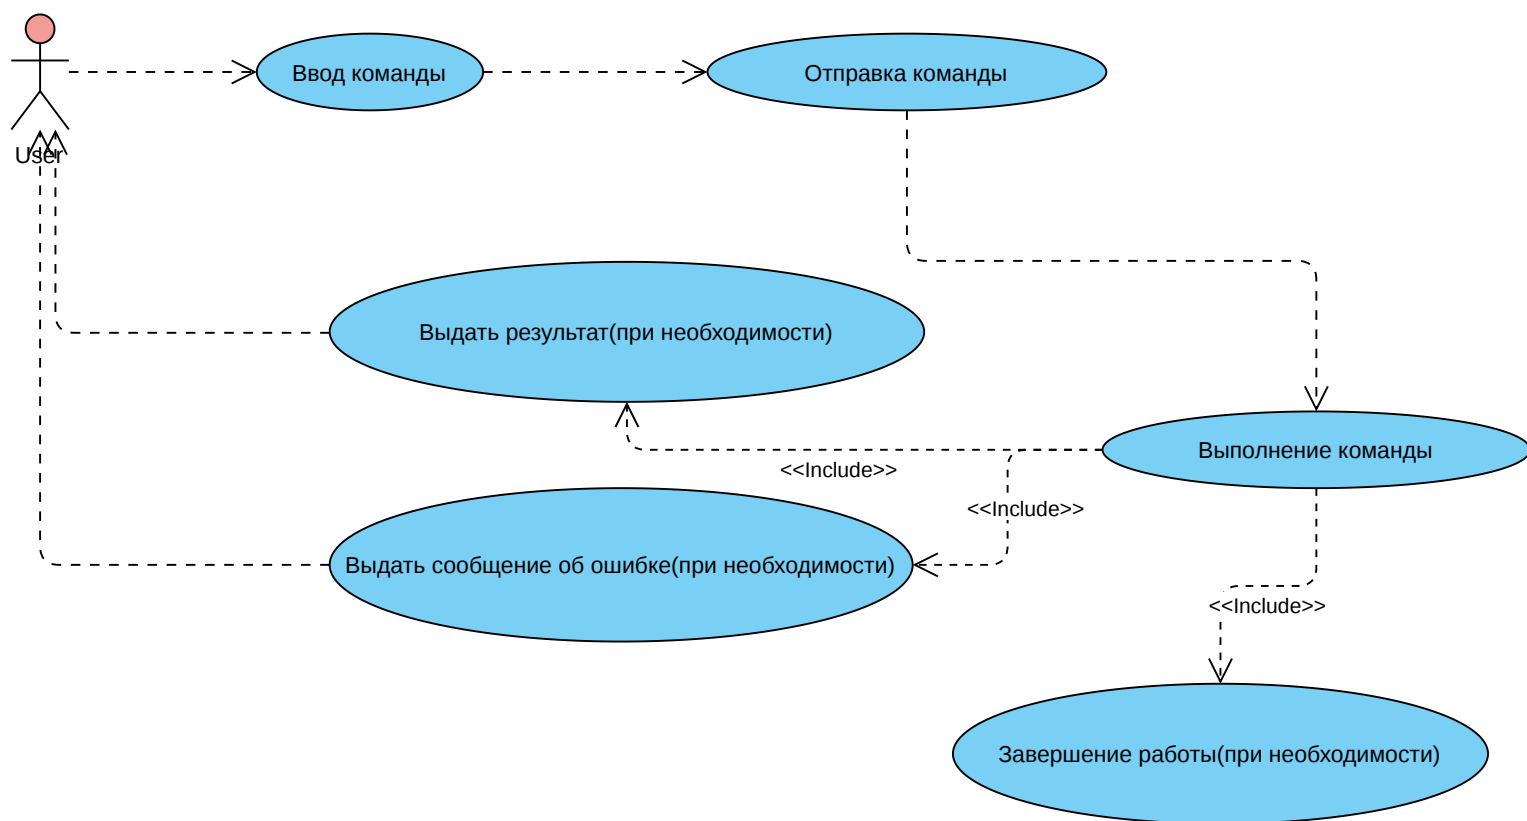 Ввод команды
Отправка команды
User
Выдать результат(при необходимости)
Выполнение команды
<<Include>>
<<Include>>
Выдать сообщение об ошибке(при необходимости)
<<Include>>
Завершение работы(при необходимости)